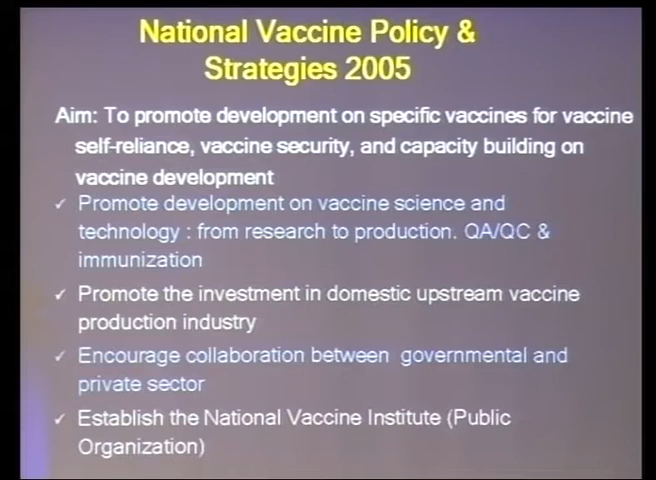 National Vaccine Policy &
Strategies 2005
Aim: To promote development on specific vaccines for vaccine
self-reliance, vaccine security, and capacity building on
vaccine development
✓ Promote development on vaccine science and
technology : from research to production. QA/QC &
immunization
✓ Promote the investment in domestic upstream vaccine
production industry
✓ Encourage collaboration between governmental and
private sector
✓ Establish the National Vaccine Institute (Public
Organization)